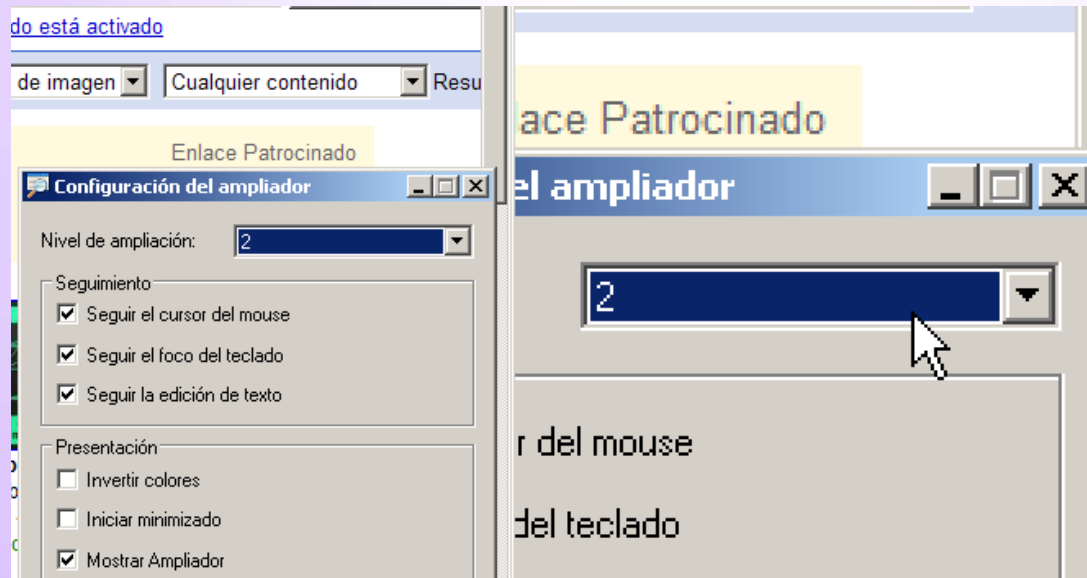 do está activado
de imagen Cualquier contenido Resu
Enlace Patrocinado
Configuración del ampliador
Nivel de ampliación: 2
Seguimiento
Seguir el cursor del mouse
Seguir el foco del teclado
Seguir la edición de texto
Presentación
Invertir colores
Iniciar minimizado
Mostrar Ampliador
ace Patrocinado
el ampliador
2
r del mouse
del teclado